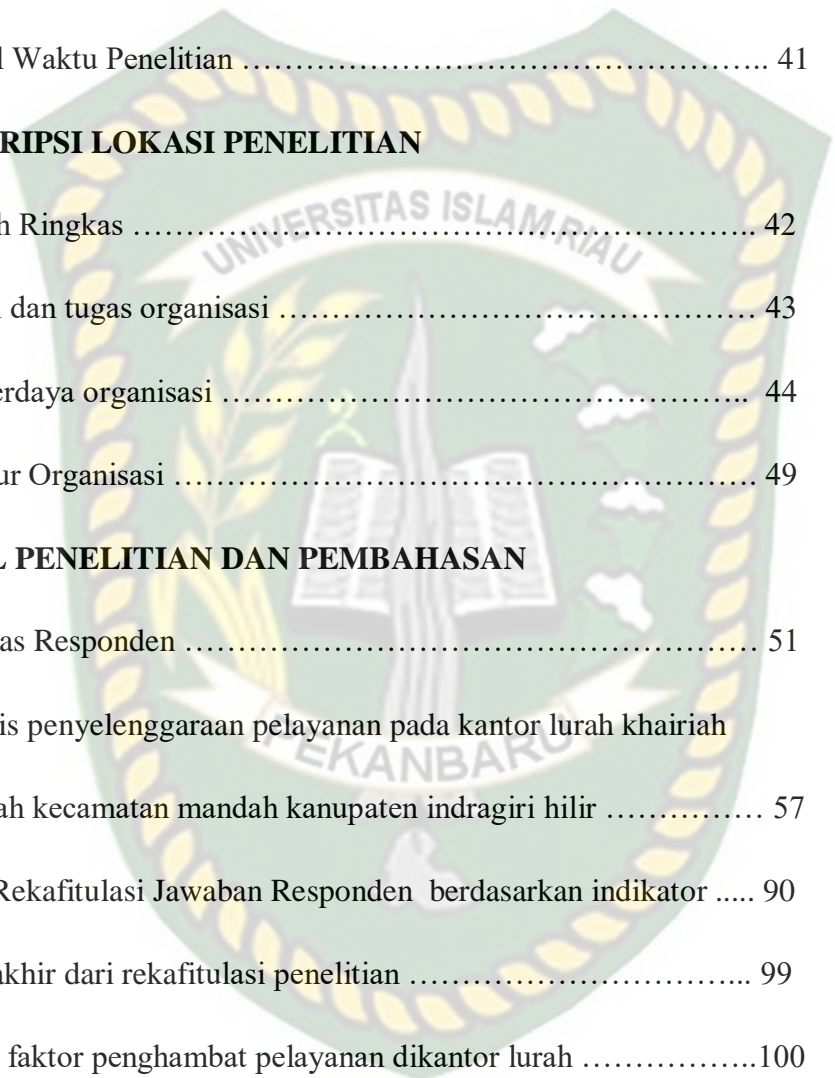 l Waktu Penelitian ………………………………………….. 41
RIPSI LOKASI PENELITIAN
UNIVERSITAS ISLAM RIAU
h Ringkas ………………………………………………….. 42
dan tugas organisasi ……………………………………… 43
erdaya organisasi ………………………………………….. 44
ur Organisasi ………………………………………………. 49
L PENELITIAN DAN PEMBAHASAN
as Responden ……………………………………………… 51
is penyelenggaraan pelayanan pada kantor lurah khairiah
PEKANBARU
ah kecamatan mandah kanupaten indragiri hilir …………… 57
Rekafitulasi Jawaban Responden berdasarkan indikator ..... 90
akhir dari rekafitulasi penelitian …………………………... 99
faktor penghambat pelayanan dikantor lurah ……………..100